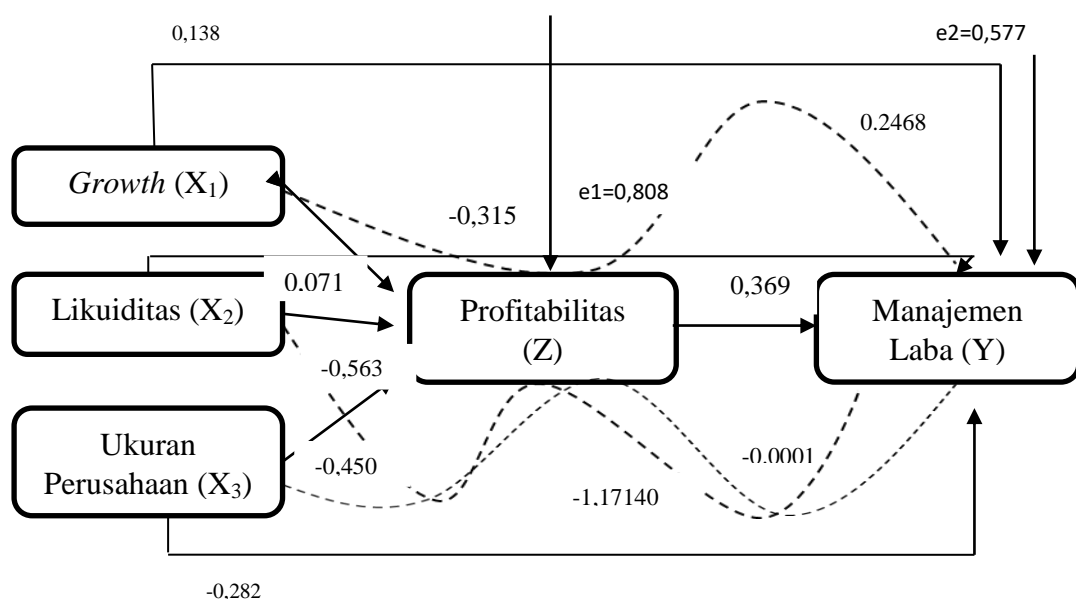 0,138
e2=0,577
0.2468
Growth (X1)
-0,315
e1=0,808
Likuiditas (X2)
0.071
Profitabilitas
(Z)
0,369
Manajemen
Laba (Y)
-0,563
Ukuran
Perusahaan (X3)
-0,450
-0.0001
-1,17140
-0,282